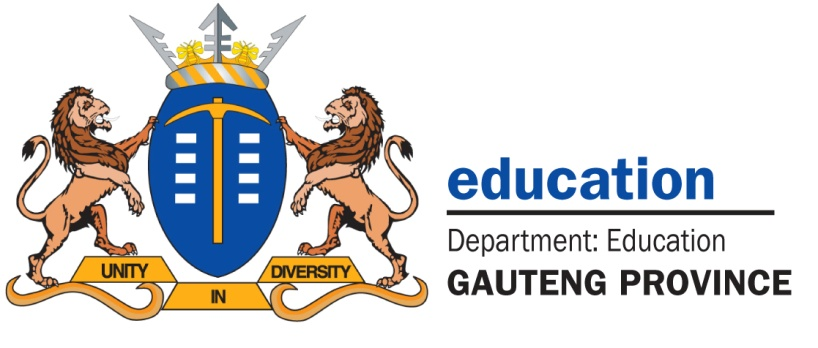 UNITY IN DIVERSITY
education
Department: Education
GAUTENG PROVINCE